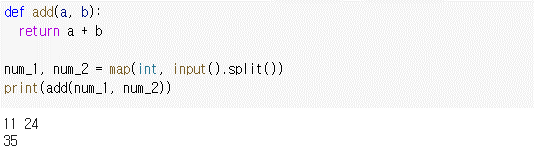 def add(a, b):
  return a + b

num_1, num_2 = map(int, input().split())
print(add(num_1, num_2))
11 24
35